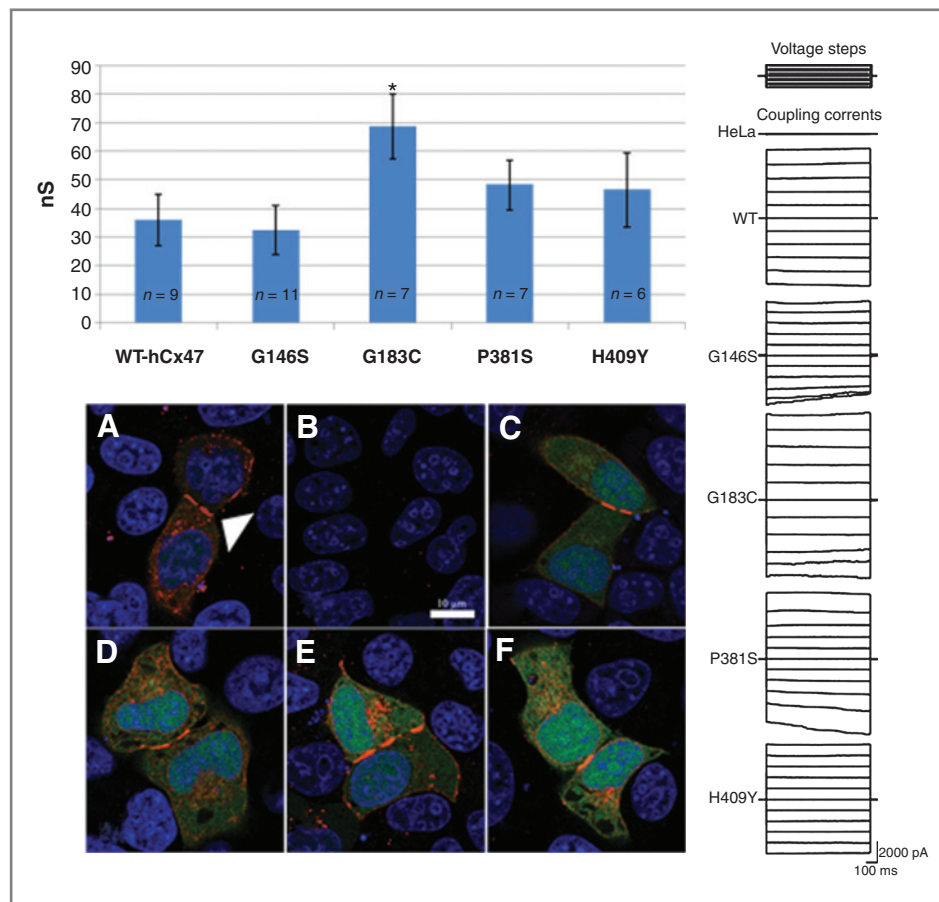 90
80
70
60
50
40
30
20
10
0
nS
*
n = 9
n = 11
n = 7
n = 7
n = 6
WT-hCx47
G146S
G183C
P381S
H409Y
A
B
C
10 µm
D
E
F
Voltage steps
Coupling corrents
HeLa
WT
G146S
G183C
P381S
H409Y
2000 pA
100 ms